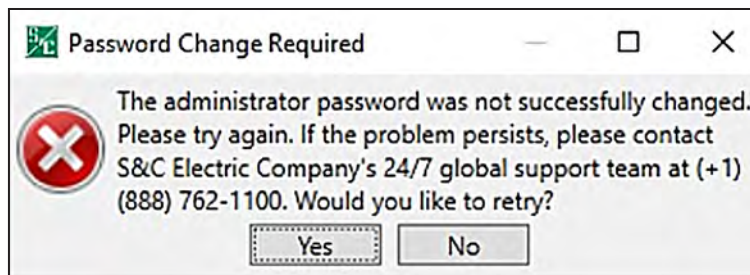 S&C Password Change Required
The administrator password was not successfully changed.
Please try again. If the problem persists, please contact
S&C Electric Company's 24/7 global support team at (+1)
(888) 762-1100. Would you like to retry?
Yes No